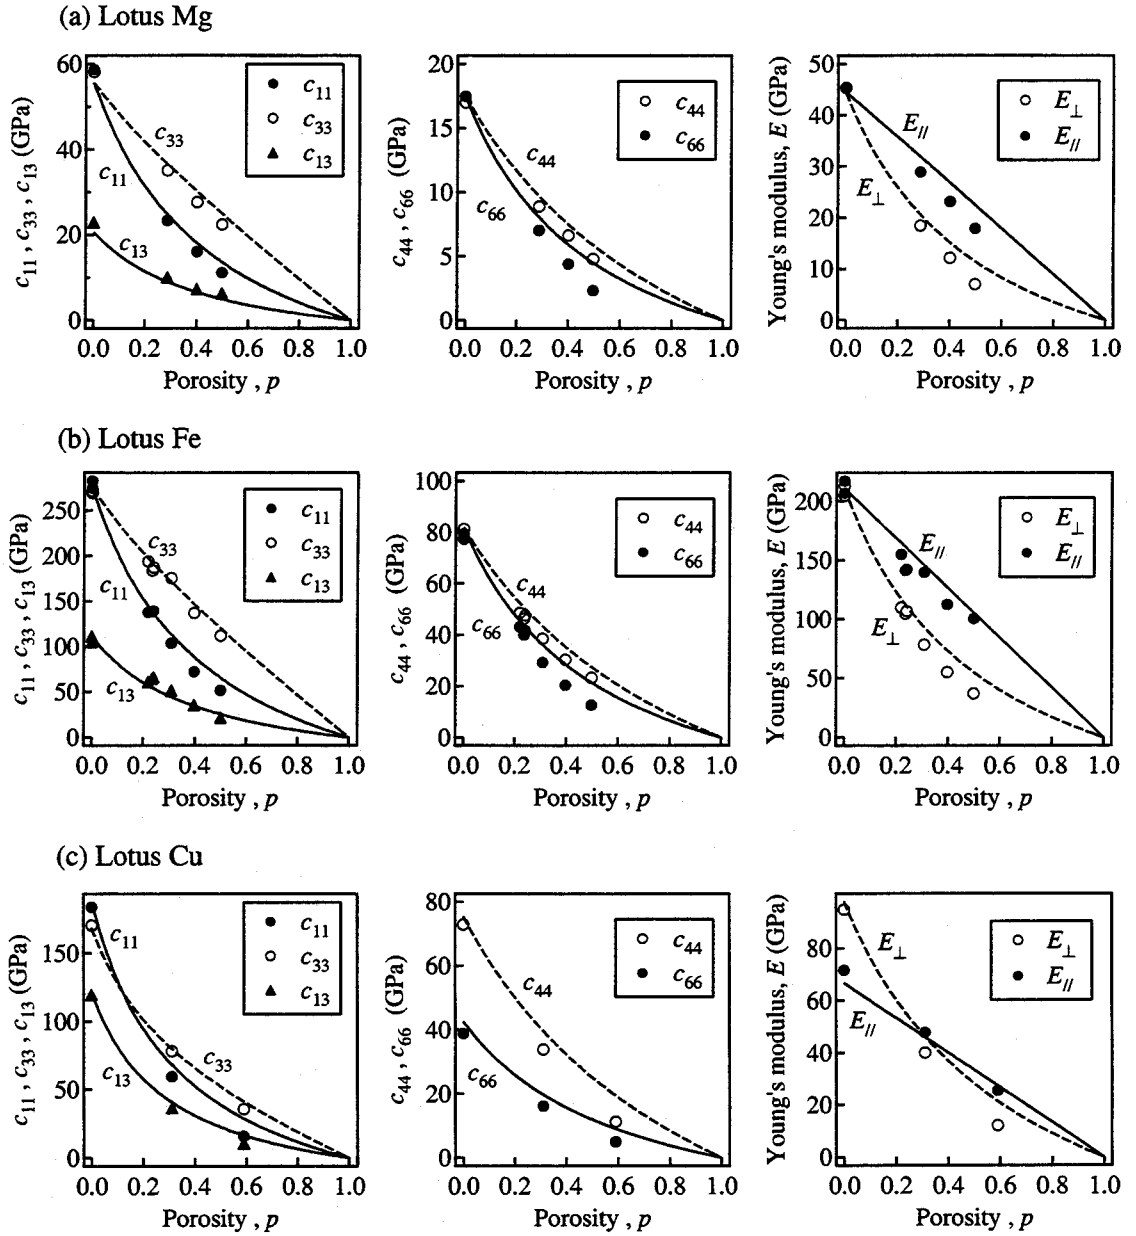 (a) Lotus Mg
c11 , c33 , c13 (GPa)
60
40
20
0
c11
c33
c13
c33
c11
c13
0.0 0.2 0.4 0.6 0.8 1.0
Porosity , p
c44 , c66 (GPa)
20
15
10
5
0
c44
c66
c44
c66
0.0 0.2 0.4 0.6 0.8 1.0
Porosity , p
Young's modulus, E (GPa)
50
40
30
20
10
0
E⊥
E//
E//
E⊥
0.0 0.2 0.4 0.6 0.8 1.0
Porosity , p
(b) Lotus Fe
c11 , c33 , c13 (GPa)
250
200
150
100
50
0
c11
c33
c13
c33
c11
c13
0.0 0.2 0.4 0.6 0.8 1.0
Porosity , p
c44 , c66 (GPa)
100
80
60
40
20
0
c44
c66
c44
c66
0.0 0.2 0.4 0.6 0.8 1.0
Porosity , p
Young's modulus, E (GPa)
200
150
100
50
0
E⊥
E//
E//
E⊥
0.0 0.2 0.4 0.6 0.8 1.0
Porosity , p
(c) Lotus Cu
c11 , c33 , c13 (GPa)
150
100
50
0
c11
c33
c13
c11
c33
c13
0.0 0.2 0.4 0.6 0.8 1.0
Porosity , p
c44 , c66 (GPa)
80
60
40
20
0
c44
c66
c44
c66
0.0 0.2 0.4 0.6 0.8 1.0
Porosity , p
Young's modulus, E (GPa)
80
60
40
20
0
E⊥
E//
E⊥
E//
0.0 0.2 0.4 0.6 0.8 1.0
Porosity , p